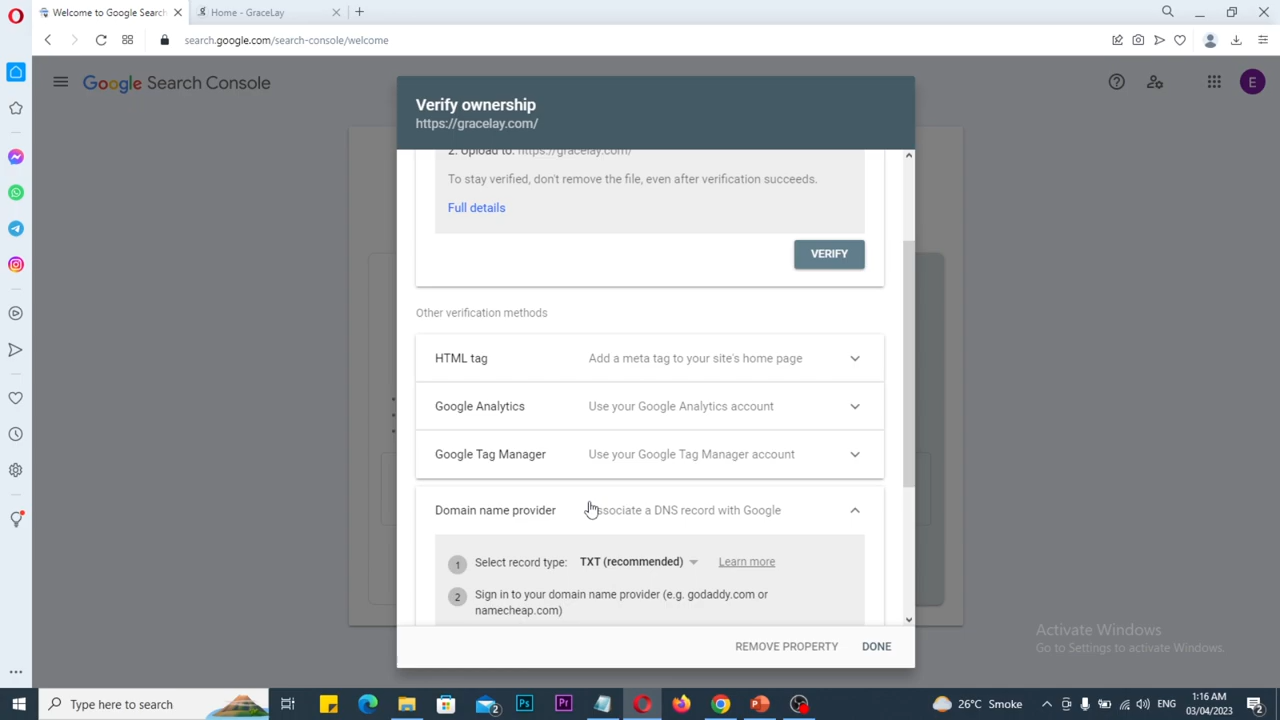 Welcome to Google Search
Home - GraceLay
search.google.com/search-console/welcome
Google Search Console
E
Verify ownership
https://gracelay.com/
2. Upload to: https://gracelay.com/
To stay verified, don't remove the file, even after verification succeeds.
Full details
VERIFY
Other verification methods
HTML tag Add a meta tag to your site's home page
Google Analytics Use your Google Analytics account
Google Tag Manager Use your Google Tag Manager account
Domain name provider Associate a DNS record with Google
1 Select record type: TXT (recommended) Learn more
2 Sign in to your domain name provider (e.g. godaddy.com or
namecheap.com)
REMOVE PROPERTY DONE
Activate Windows
Go to Settings to activate Windows.
Type here to search
26°C Smoke
1:16 AM
03/04/2023